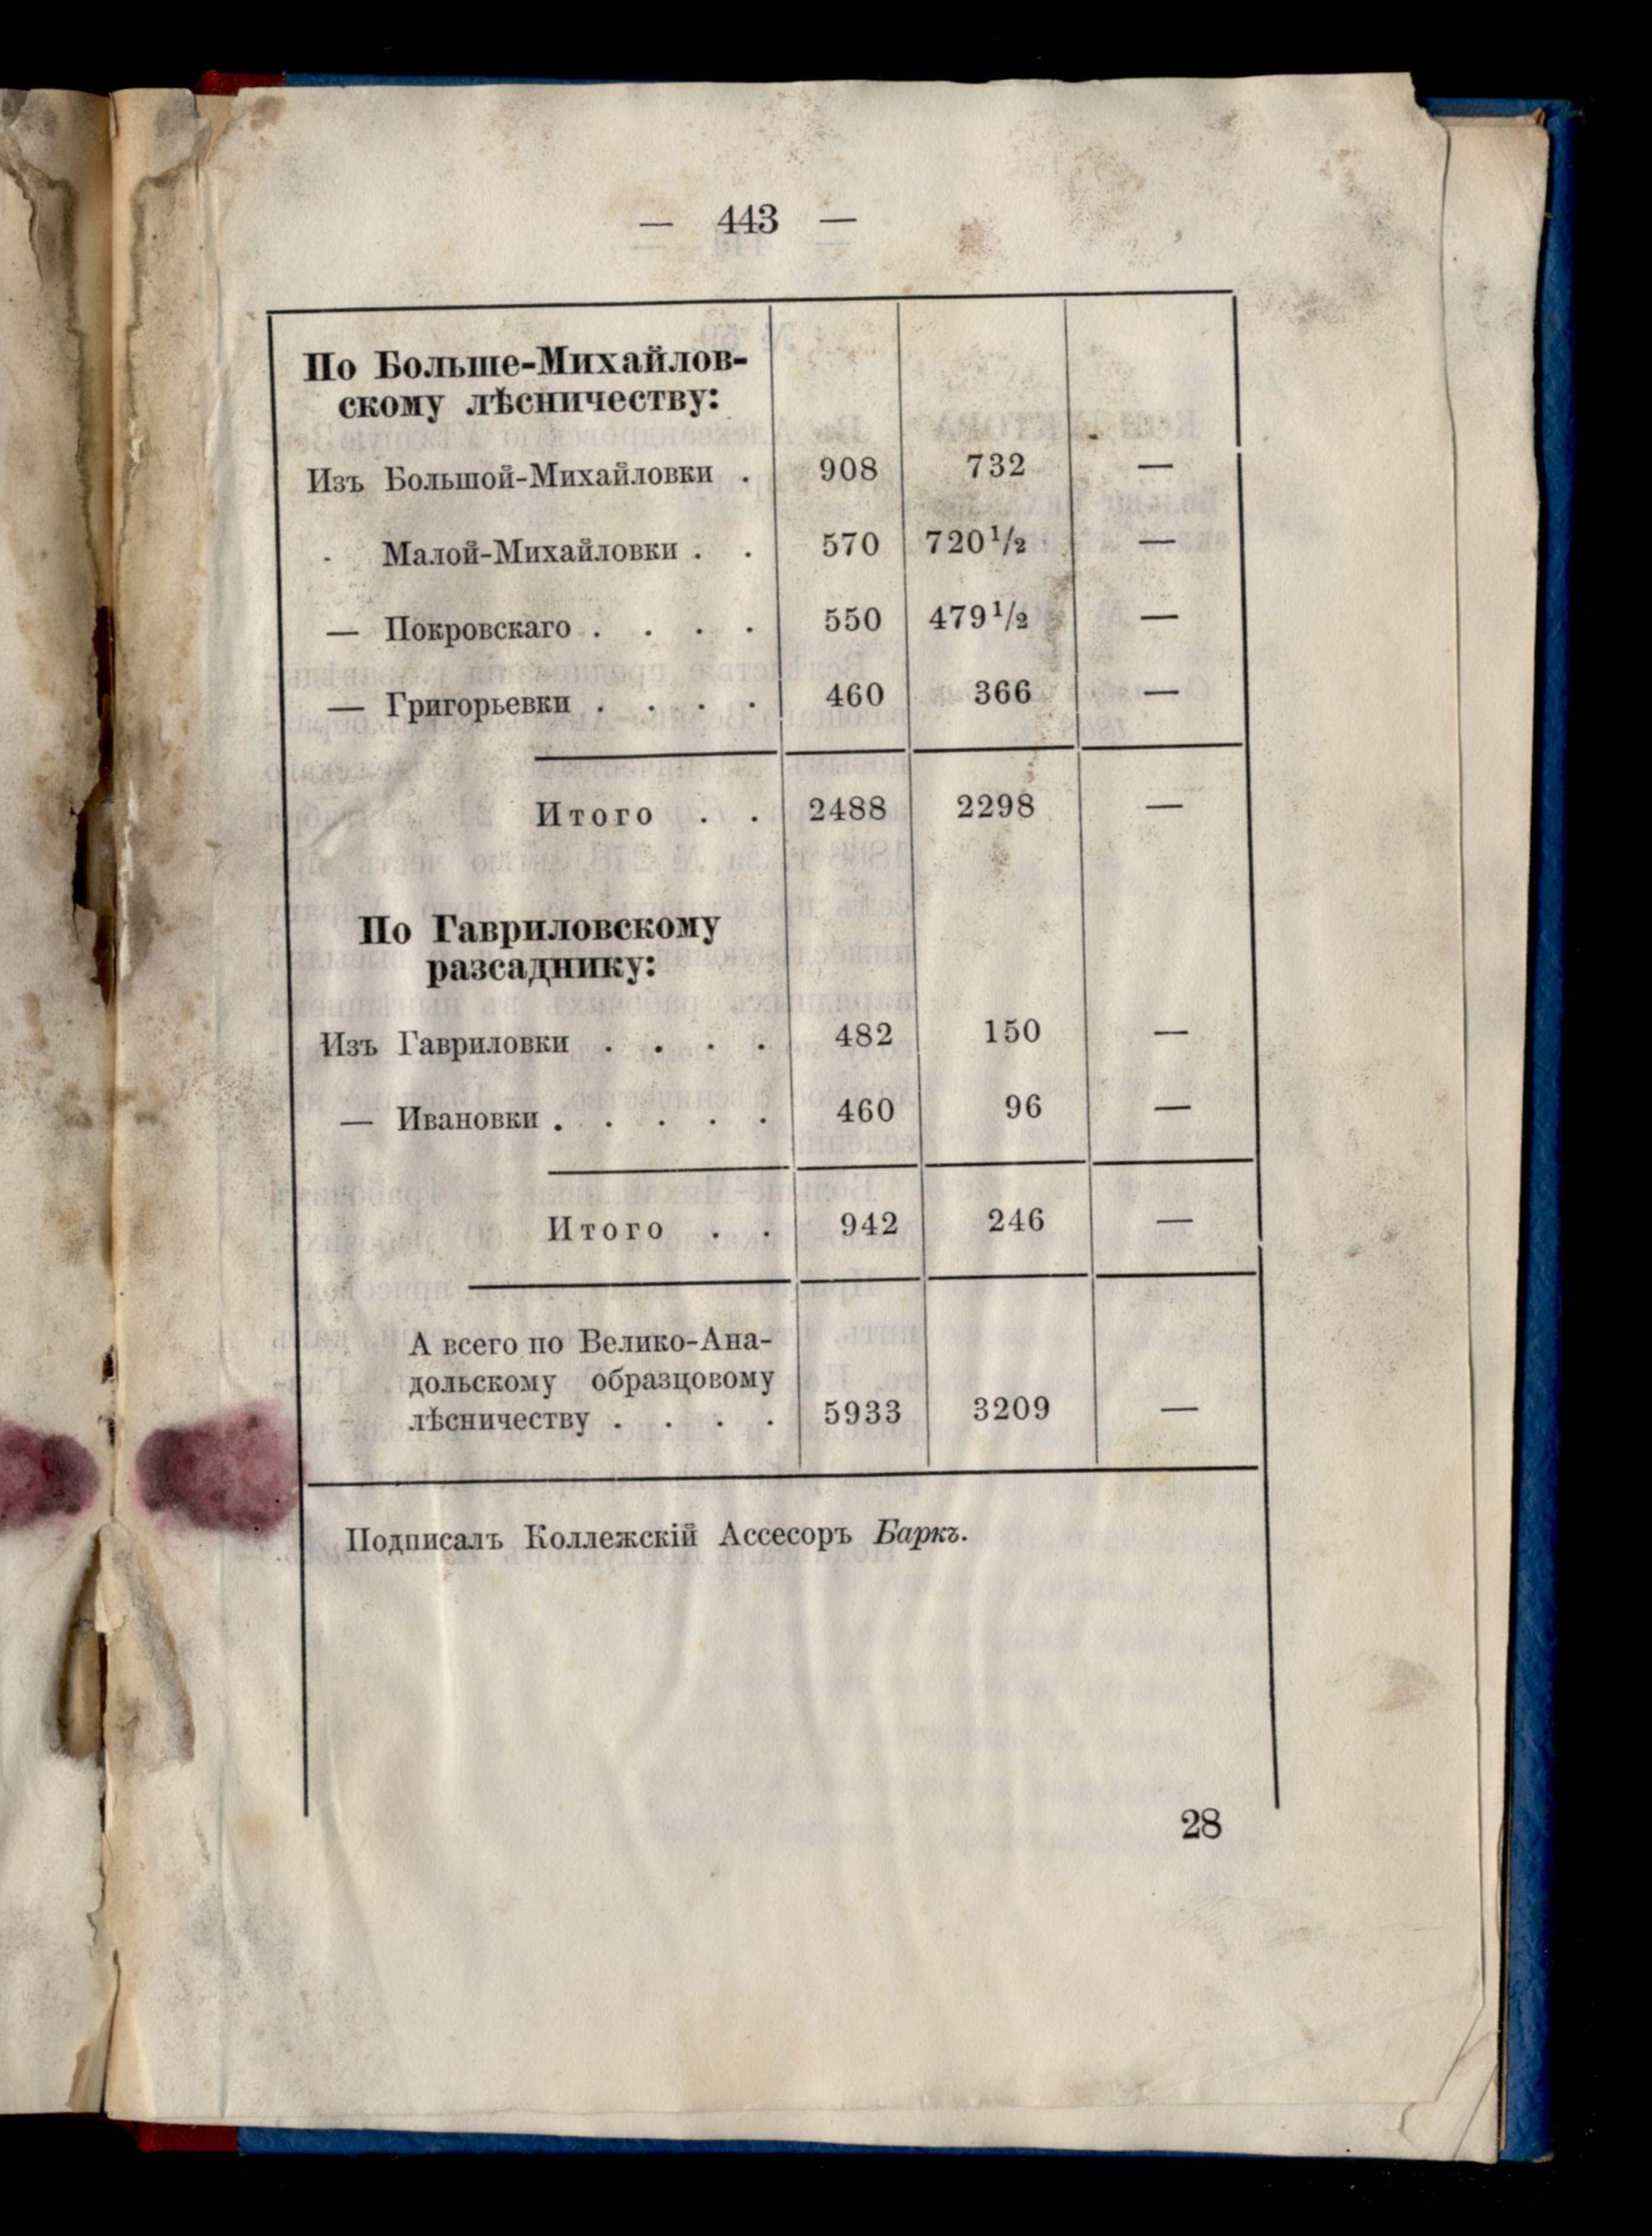 — 443 —
По Больше-Михайлов-
скому лѣсничеству:
Изъ Большой-Михайловки . 908 732 —
- Малой-Михайловки . . 570 720½ —
— Покровскаго . . . . 550 479½ —
— Григорьевки . . . . 460 366 —
Итого . . 2488 2298 —
По Гавриловскому
разсаднику:
Изъ Гавриловки . . . . 482 150 —
— Ивановки . . . . . 460 96 —
Итого . . 942 246 —
А всего по Велико-Ана-
дольскому образцовому
лѣсничеству . . . . 5933 3209 —
Подписалъ Коллежскій Ассесоръ Баркъ.
28